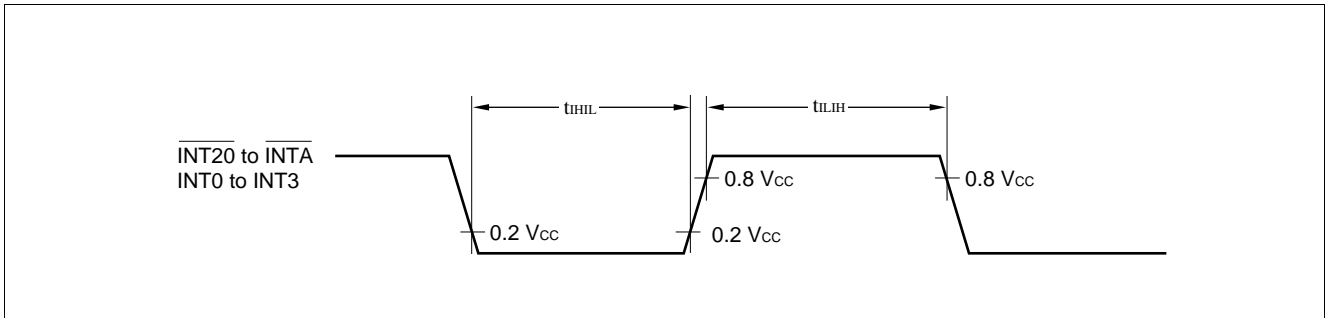 tIHIL
tILIH
INT20 to INTA
INT0 to INT3
0.8 VCC
0.8 VCC
0.2 VCC
0.2 VCC